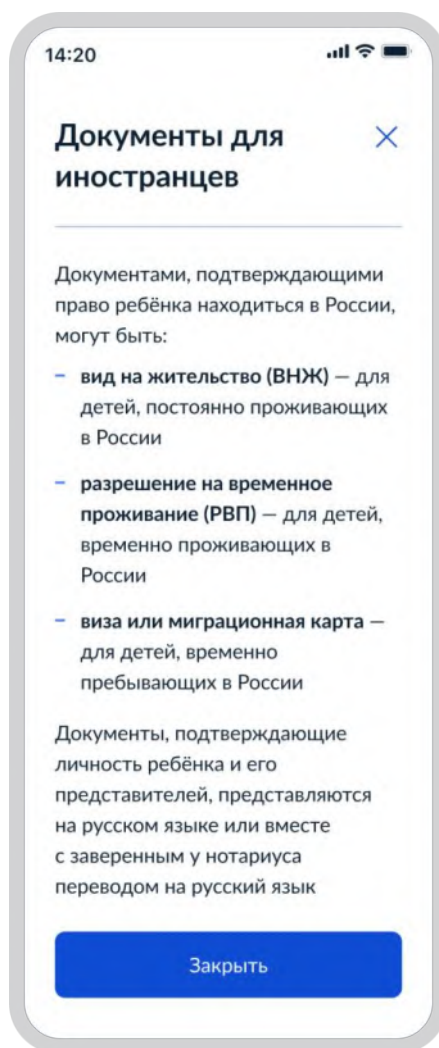 14:20
Документы для
иностранцев
Документами, подтверждающими
право ребёнка находиться в России,
могут быть:
– вид на жительство (ВНЖ) — для
детей, постоянно проживающих
в России
– разрешение на временное
проживание (РВП) — для детей,
временно проживающих в
России
– виза или миграционная карта —
для детей, временно
пребывающих в России
Документы, подтверждающие
личность ребёнка и его
представителей, представляются
на русском языке или вместе
с заверенным у нотариуса
переводом на русский язык
Закрыть